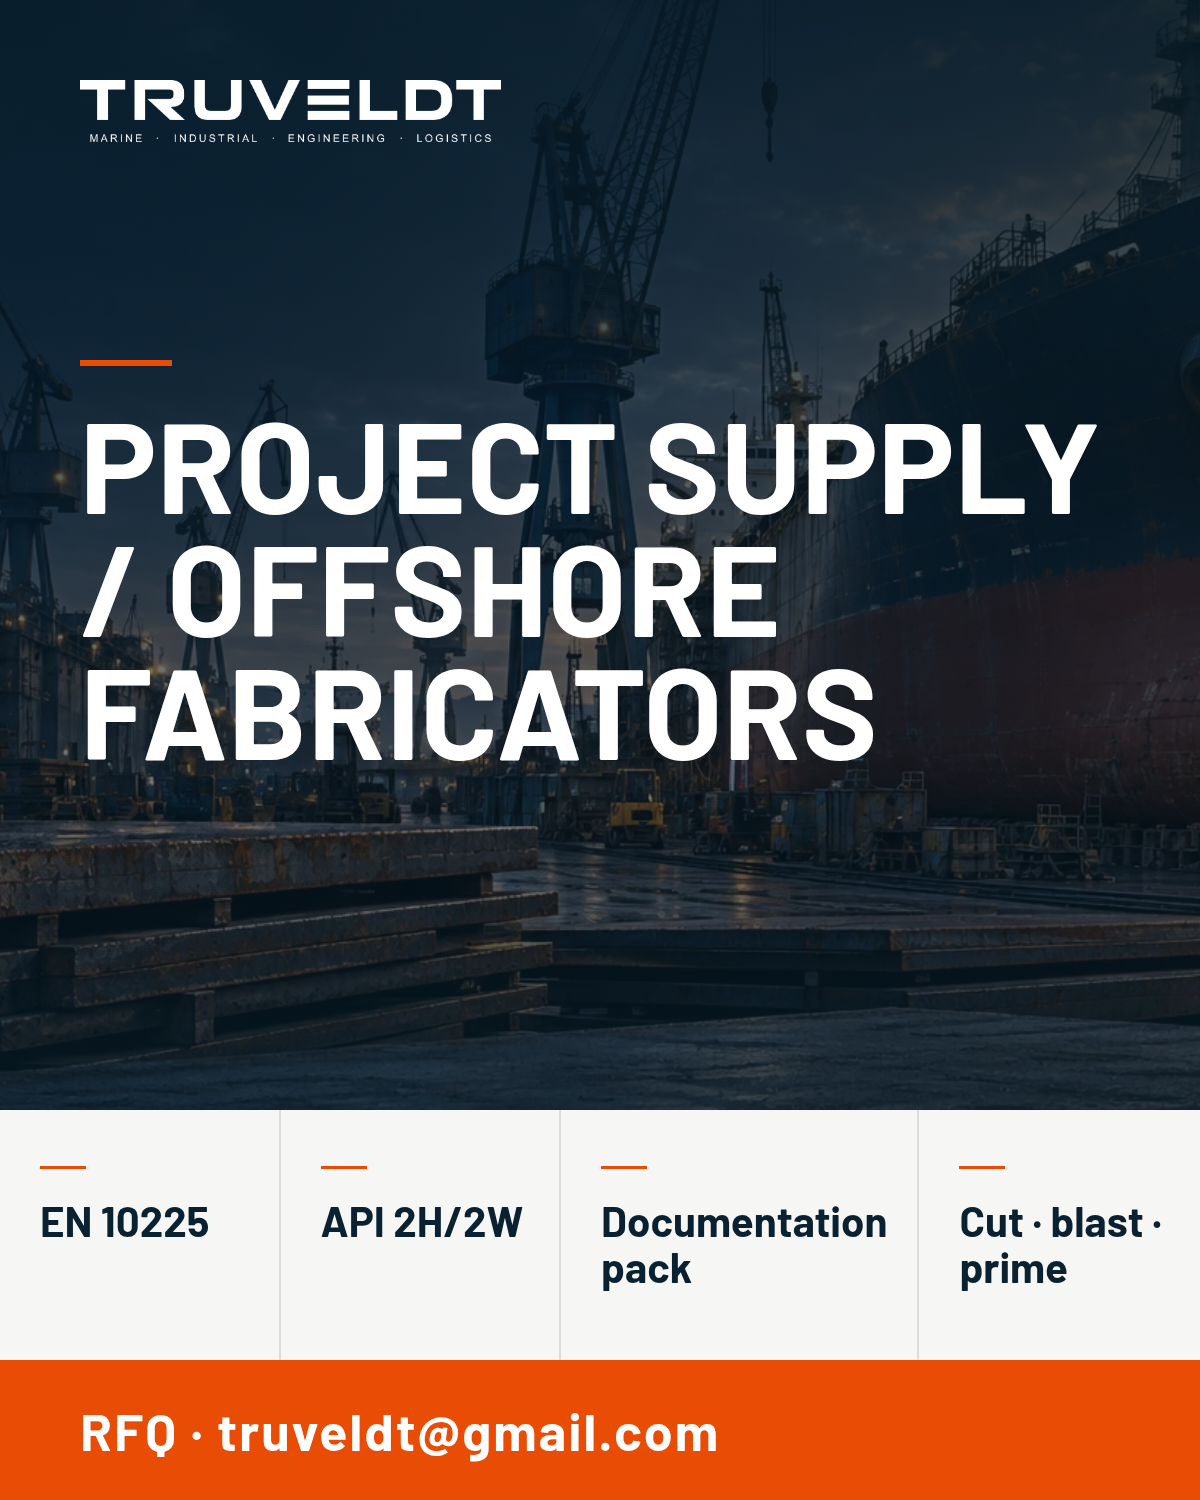 TRUVELDT
MARINE · INDUSTRIAL · ENGINEERING · LOGISTICS
PROJECT SUPPLY
/ OFFSHORE
FABRICATORS
EN 10225
API 2H/2W
Documentation
pack
Cut · blast ·
prime
RFQ · truveldt@gmail.com